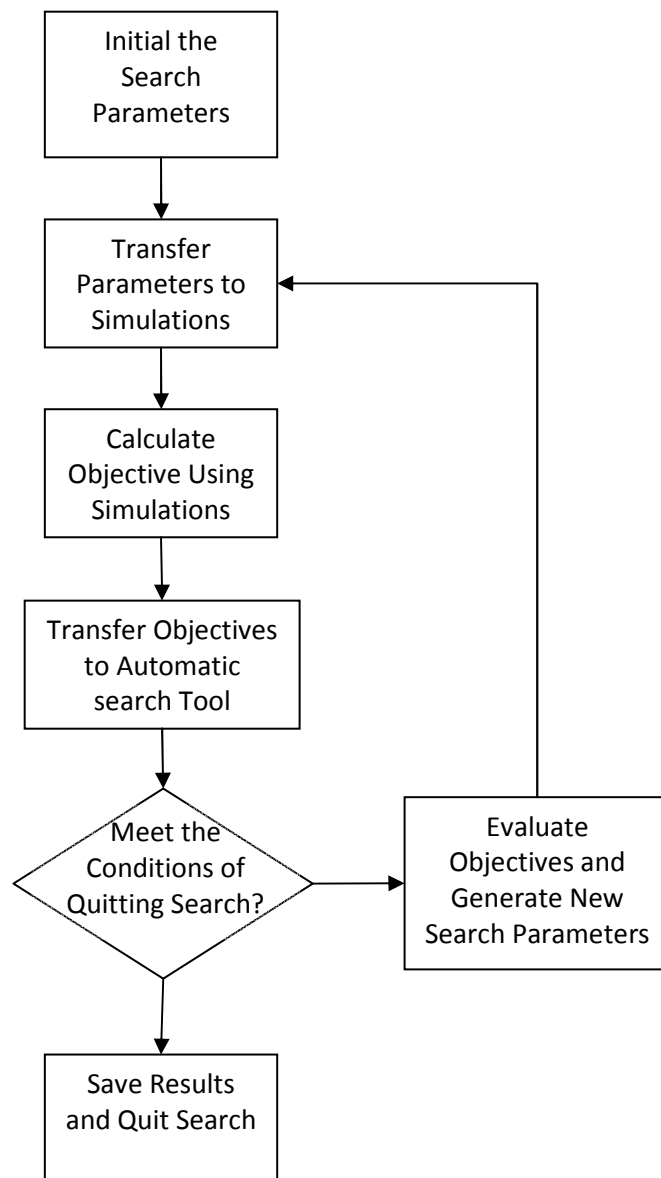 Initial the
Search
Parameters
Transfer
Parameters to
Simulations
Calculate
Objective Using
Simulations
Transfer Objectives
to Automatic
search Tool
Meet the
Conditions of
Quitting Search?
Evaluate
Objectives and
Generate New
Search Parameters
Save Results
and Quit Search